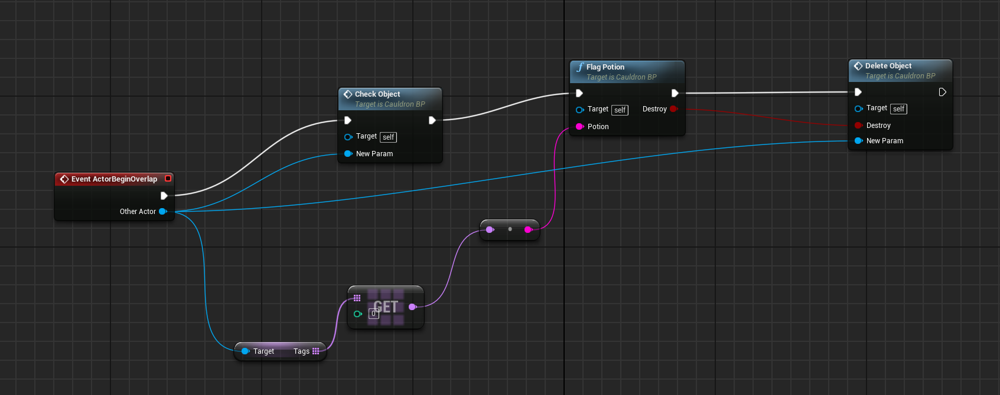 Flag Potion
Target is Cauldron BP
Target self
Destroy
Potion
Delete Object
Target is Cauldron BP
Target self
Destroy
New Param
Check Object
Target is Cauldron BP
Target self
New Param
Event ActorBeginOverlap
Other Actor
GET
0
Target
Tags